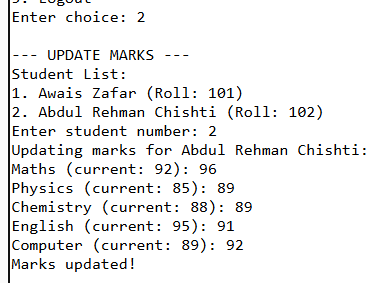 Enter choice: 2
--- UPDATE MARKS ---
Student List:
1. Awais Zafar (Roll: 101)
2. Abdul Rehman Chishti (Roll: 102)
Enter student number: 2
Updating marks for Abdul Rehman Chishti:
Maths (current: 92): 96
Physics (current: 85): 89
Chemistry (current: 88): 89
English (current: 95): 91
Computer (current: 89): 92
Marks updated!